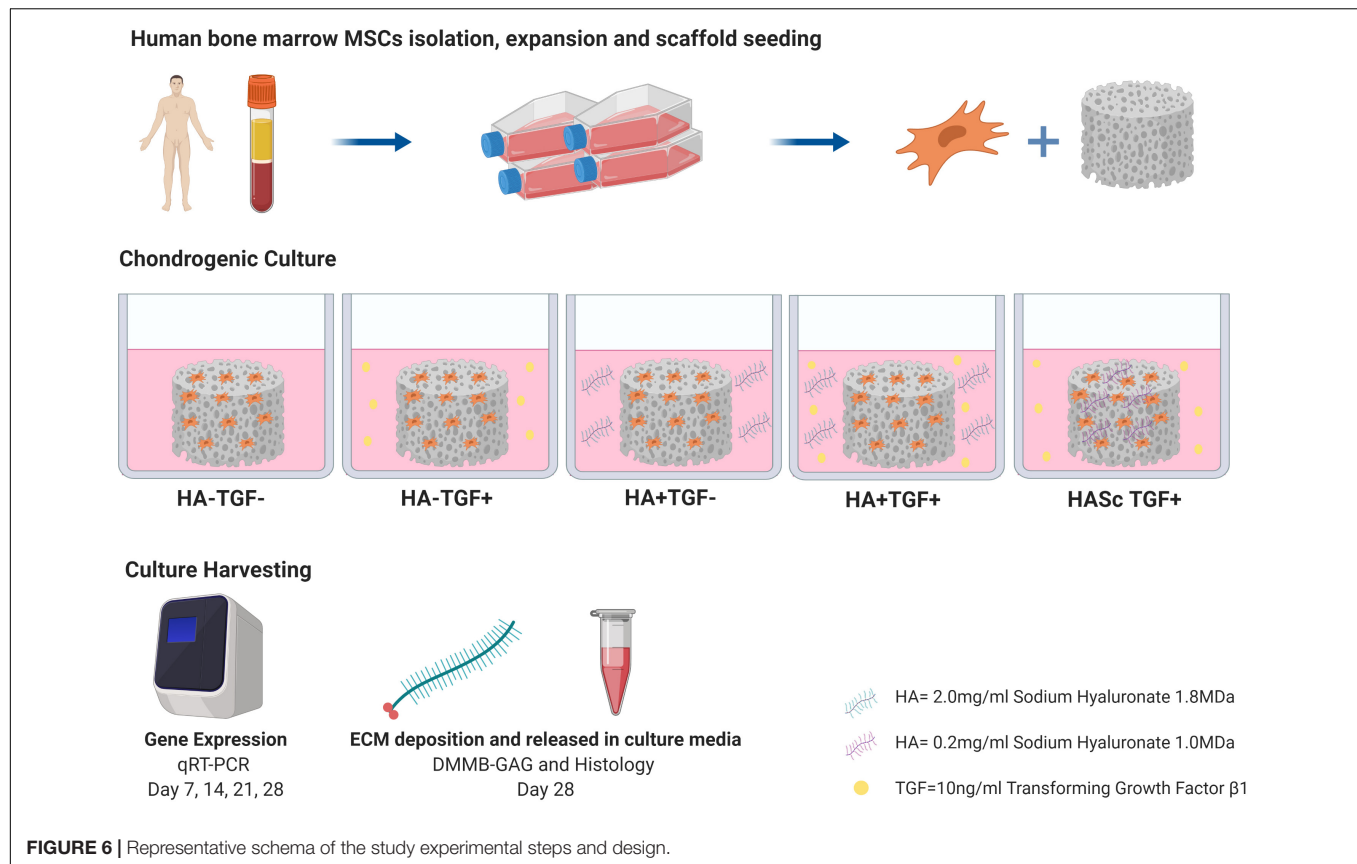 Human bone marrow MSCs isolation, expansion and scaffold seeding
Chondrogenic Culture
HA-TGF-
HA-TGF+
HA+TGF-
HA+TGF+
HASc TGF+
Culture Harvesting
Gene Expression
qRT-PCR
Day 7, 14, 21, 28
ECM deposition and released in culture media
DMMB-GAG and Histology
Day 28
HA= 2.0mg/ml Sodium Hyaluronate 1.8MDa
HA= 0.2mg/ml Sodium Hyaluronate 1.0MDa
TGF=10ng/ml Transforming Growth Factor β1
FIGURE 6 | Representative schema of the study experimental steps and design.